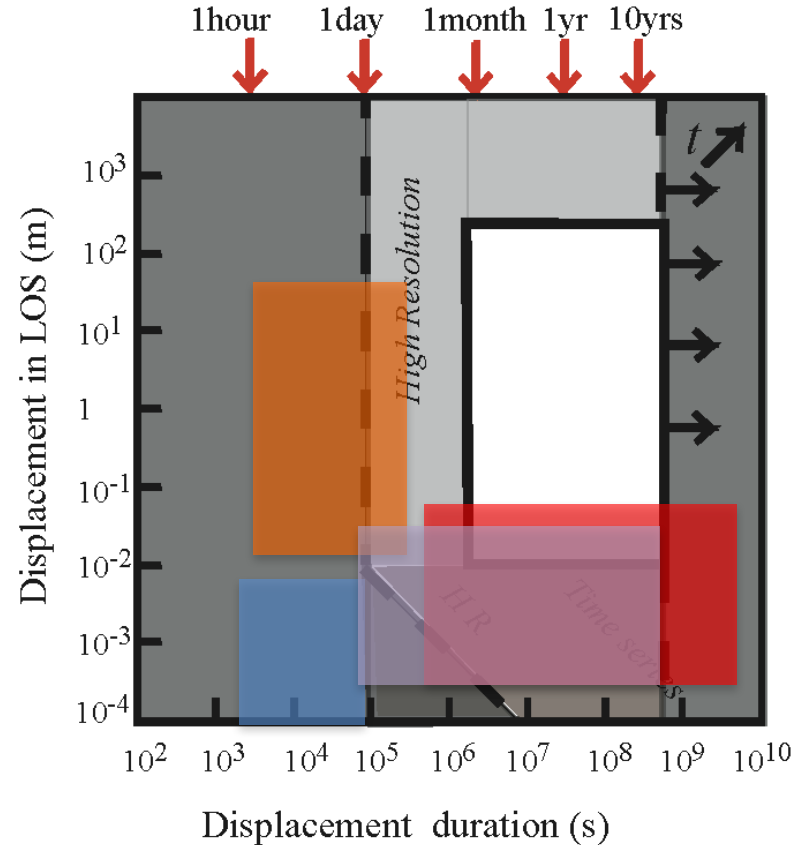 1hour 1day 1month 1yr 10yrs
t
10³
10²
10¹
1
10⁻¹
10⁻²
10⁻³
10⁻⁴
Displacement in LOS (m)
High Resolution
H R
Time series
10² 10³ 10⁴ 10⁵ 10⁶ 10⁷ 10⁸ 10⁹ 10¹⁰
Displacement duration (s)